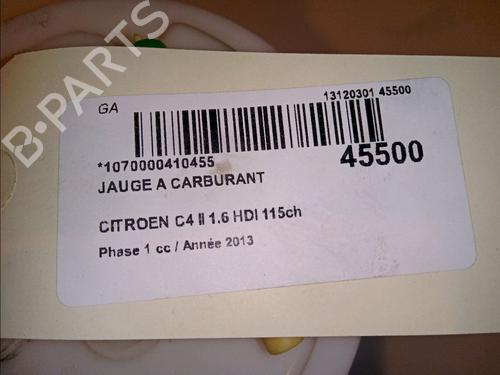 B-PARTS
GA
13120301 45500
*1070000410455
45500
JAUGE A CARBURANT
CITROEN C4 II 1.6 HDI 115ch
Phase 1 cc / Année 2013